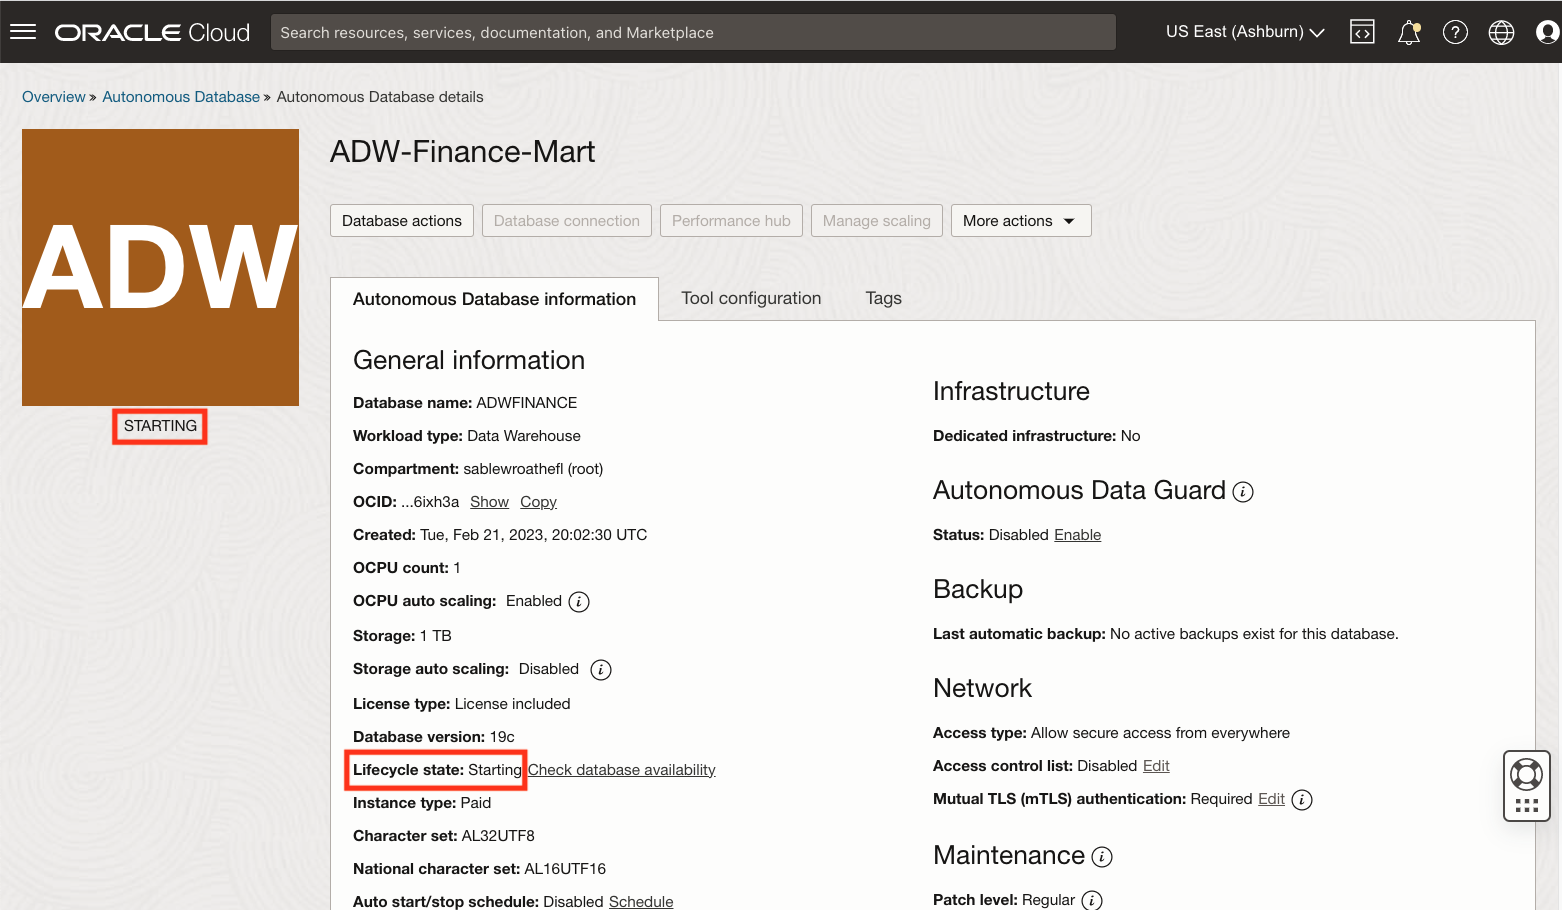 ORACLE Cloud
Search resources, services, documentation, and Marketplace
US East (Ashburn)
Overview » Autonomous Database » Autonomous Database details
ADW
STARTING
ADW-Finance-Mart
Database actions
Database connection
Performance hub
Manage scaling
More actions
Autonomous Database information
Tool configuration
Tags
General information
Database name: ADWFINANCE
Workload type: Data Warehouse
Compartment: sablewroathefl (root)
OCID: ...6ixh3a Show Copy
Created: Tue, Feb 21, 2023, 20:02:30 UTC
OCPU count: 1
OCPU auto scaling: Enabled i
Storage: 1 TB
Storage auto scaling: Disabled i
License type: License included
Database version: 19c
Lifecycle state: Starting Check database availability
Instance type: Paid
Character set: AL32UTF8
National character set: AL16UTF16
Auto start/stop schedule: Disabled Schedule
Infrastructure
Dedicated infrastructure: No
Autonomous Data Guard i
Status: Disabled Enable
Backup
Last automatic backup: No active backups exist for this database.
Network
Access type: Allow secure access from everywhere
Access control list: Disabled Edit
Mutual TLS (mTLS) authentication: Required Edit i
Maintenance i
Patch level: Regular i